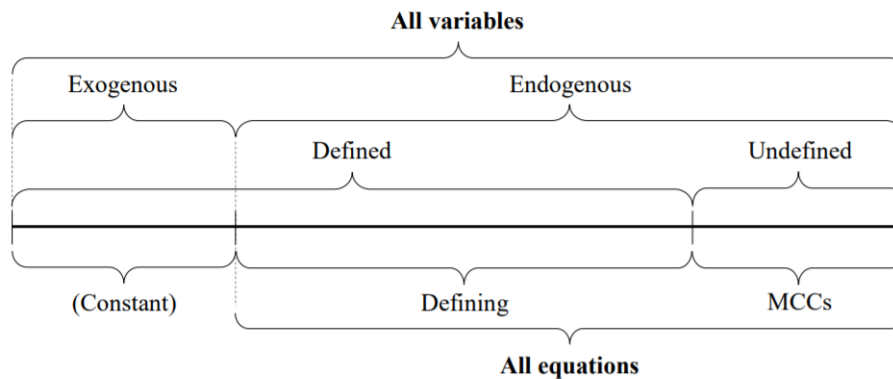 All variables
Exogenous Endogenous
Defined Undefined
(Constant) Defining MCCs
All equations